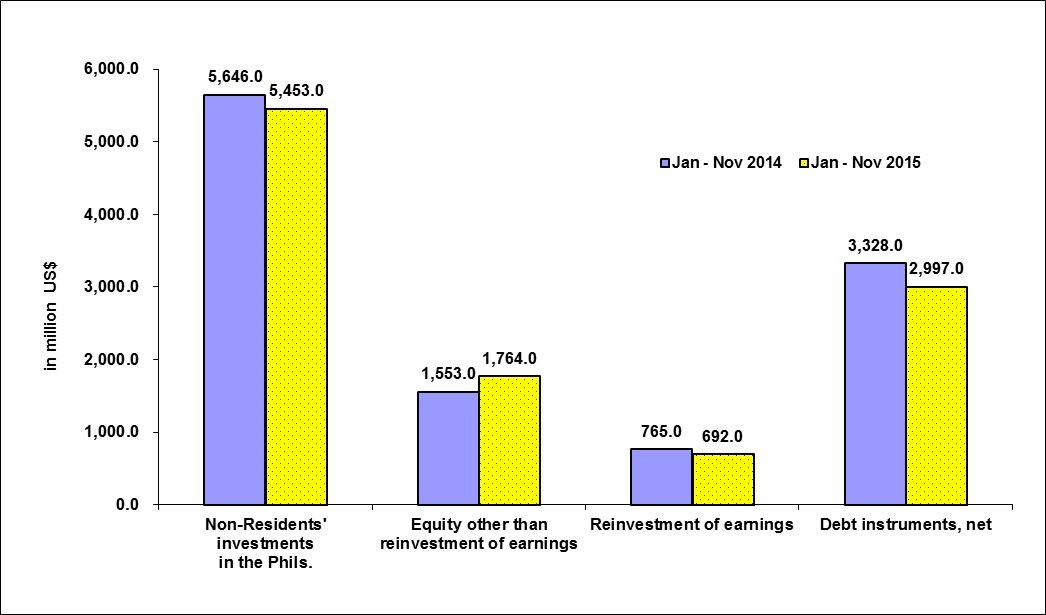 6,000.0
5,000.0
4,000.0
3,000.0
2,000.0
1,000.0
0.0
in million US$
5,646.0
5,453.0
1,553.0
1,764.0
765.0
692.0
3,328.0
2,997.0
Jan - Nov 2014
Jan - Nov 2015
Non-Residents'
investments
in the Phils.
Equity other than
reinvestment of earnings
Reinvestment of earnings
Debt instruments, net